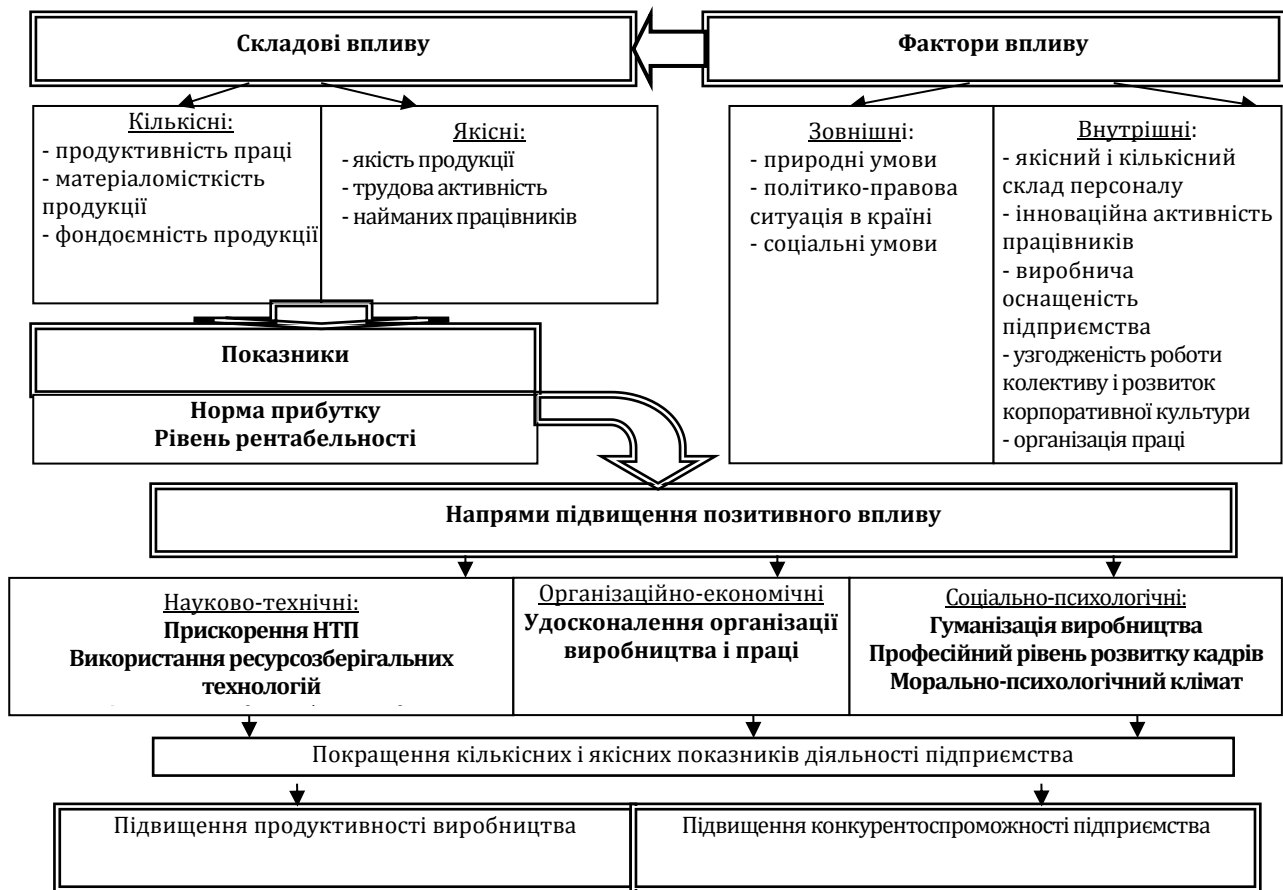 Складові впливу
Фактори впливу
Кількісні:
- продуктивність праці
- матеріаломісткість
продукції
- фондоємність продукції
Якісні:
- якість продукції
- трудова активність
- найманих працівників
Зовнішні:
- природні умови
- політико-правова
ситуація в країні
- соціальні умови
Внутрішні:
- якісний і кількісний
склад персоналу
- інноваційна активність
працівників
- виробнича
оснащеність
підприємства
- узгодженість роботи
колективу і розвиток
корпоративної культури
- організація праці
Показники
Норма прибутку
Рівень рентабельності
Напрями підвищення позитивного впливу
Науково-технічні:
Прискорення НТП
Використання ресурсозберігальних
технологій
Організаційно-економічні
Удосконалення організації
виробництва і праці
Соціально-психологічні:
Гуманізація виробництва
Професійний рівень розвитку кадрів
Морально-психологічний клімат
Покращення кількісних і якісних показників діяльності підприємства
Підвищення продуктивності виробництва
Підвищення конкурентоспроможності підприємства